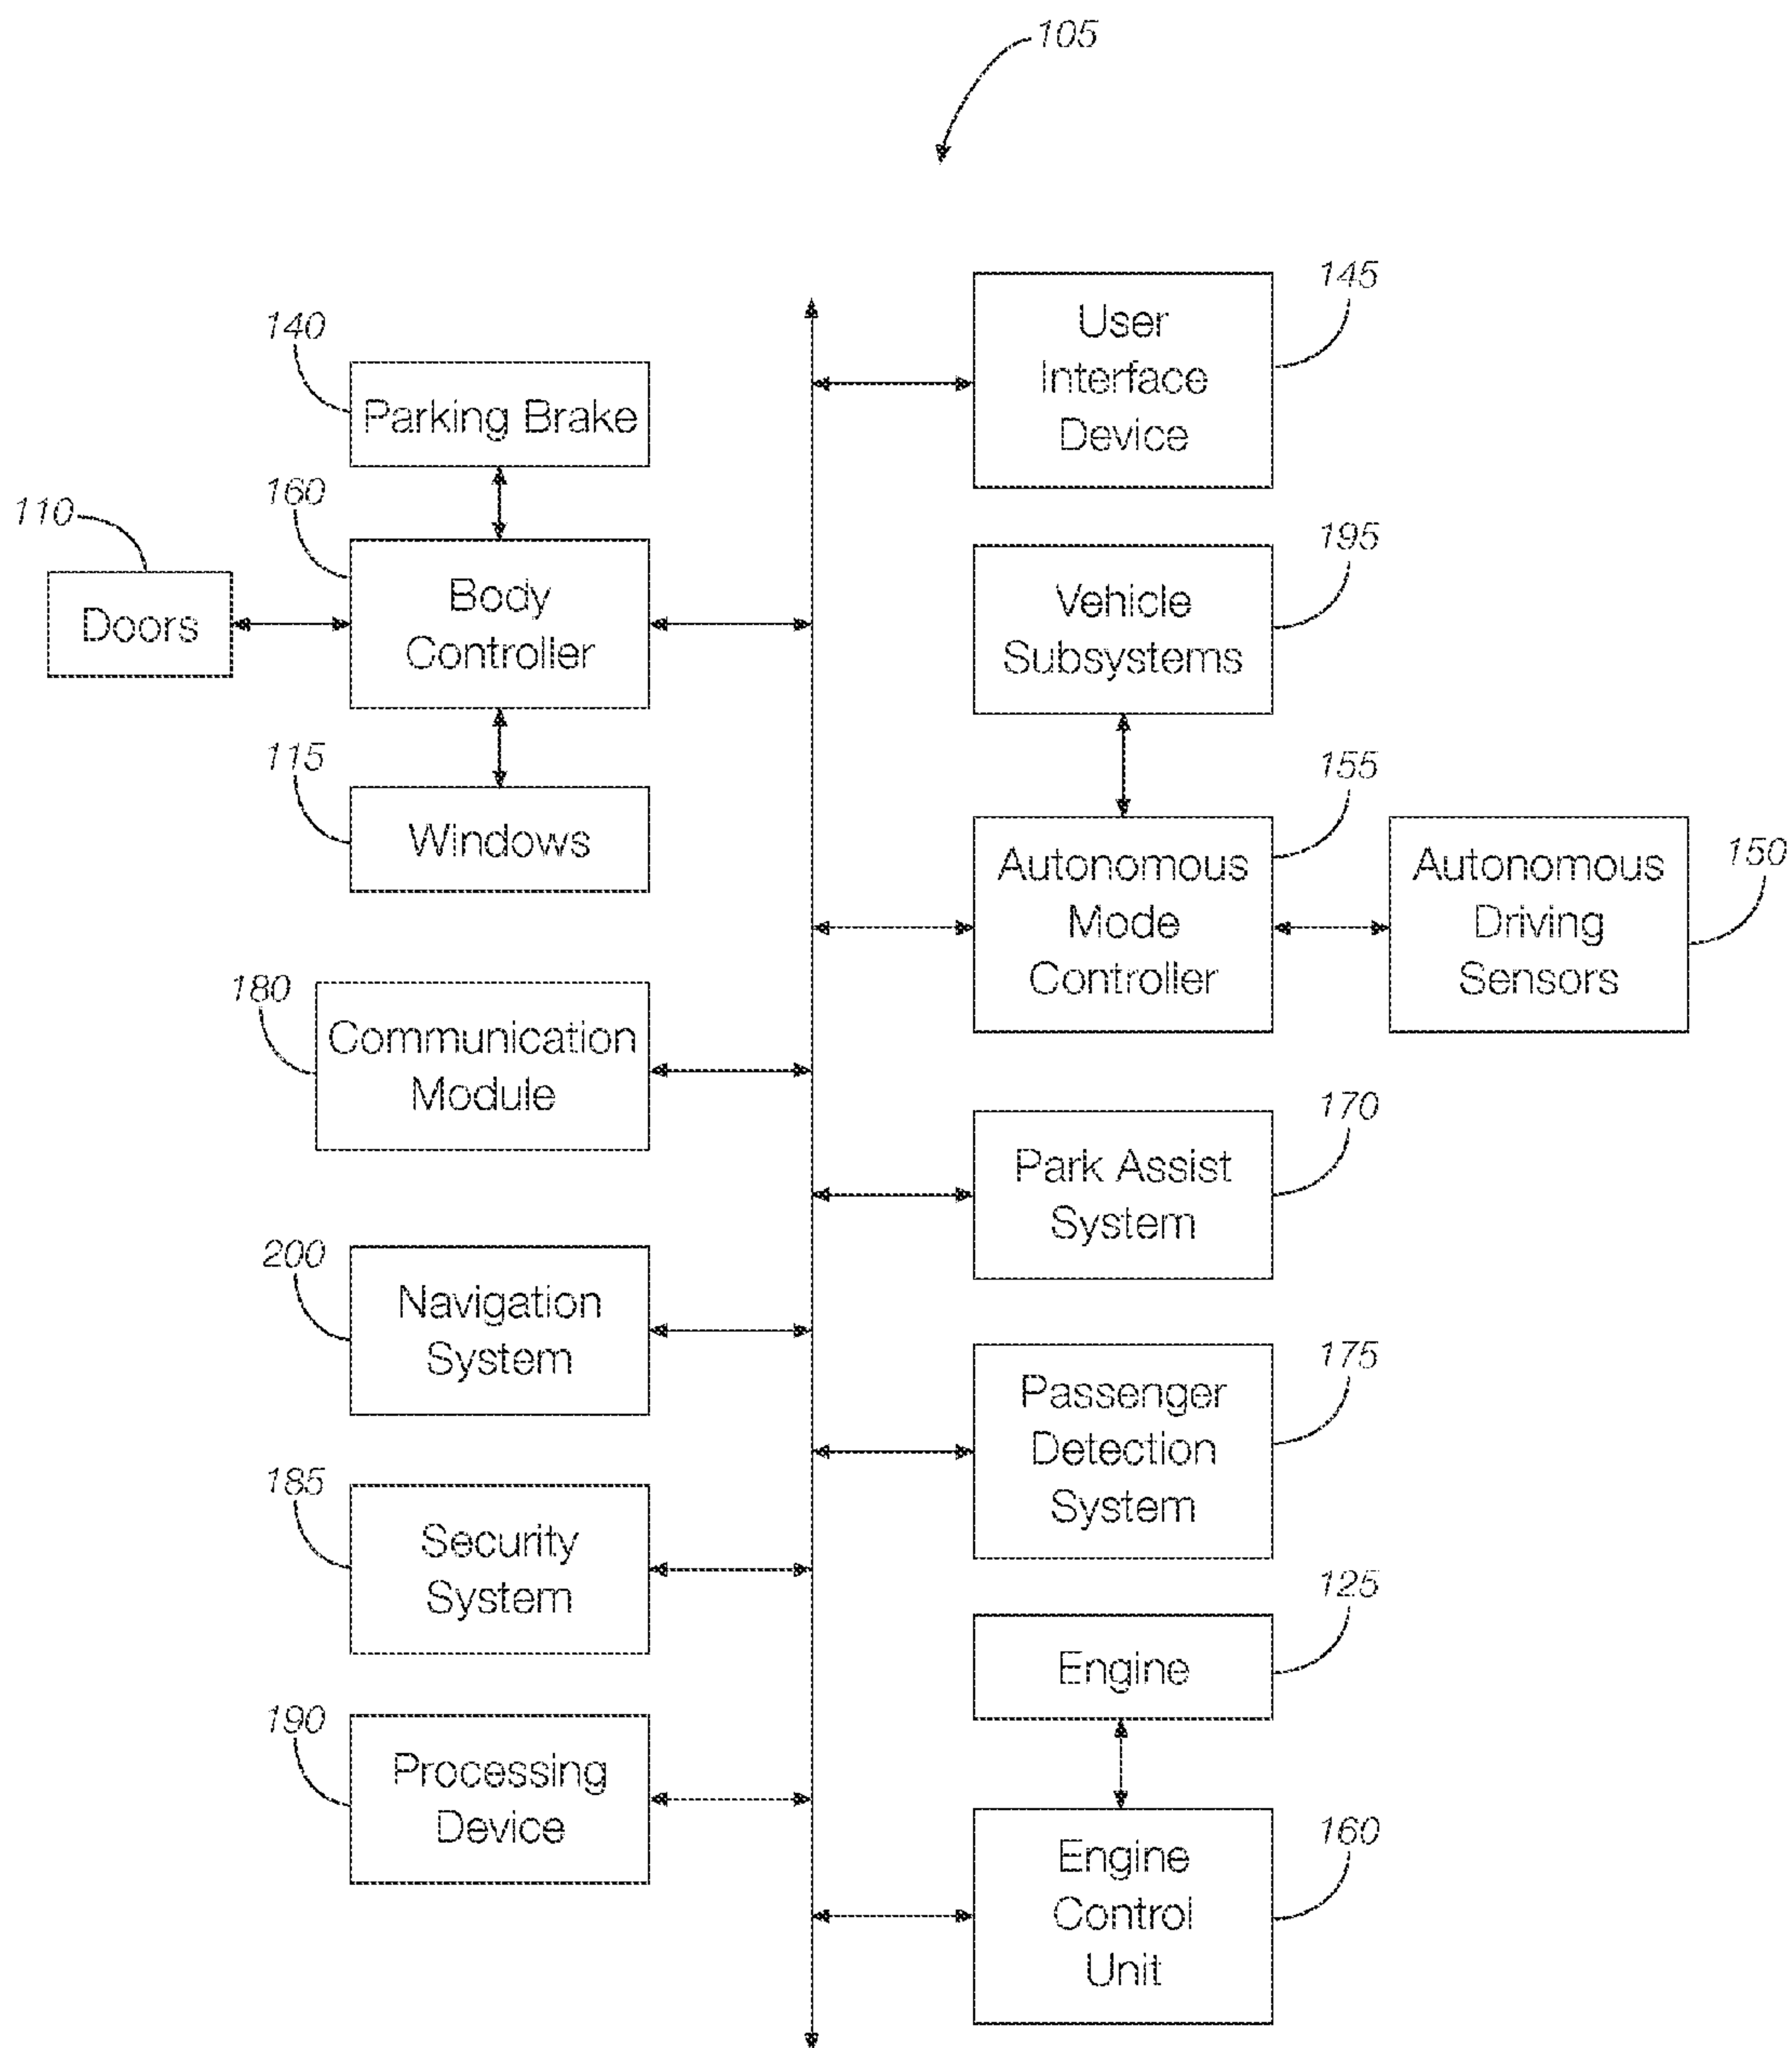 105
140
Parking Brake
160
110
Doors
Body
Controller
115
Windows
180
Communication
Module
200
Navigation
System
185
Security
System
190
Processing
Device
145
User
Interface
Device
195
Vehicle
Subsystems
155
Autonomous
Mode
Controller
150
Autonomous
Driving
Sensors
170
Park Assist
System
175
Passenger
Detection
System
125
Engine
160
Engine
Control
Unit